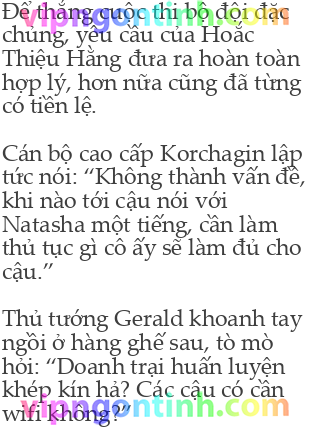 Để thắng cuộc thi bộ đội đặc
chủng, yêu cầu của Hoắc
Thiệu Hằng đưa ra hoàn toàn
hợp lý, hơn nữa cũng đã từng
có tiền lệ.
Cán bộ cao cấp Korchagin lập
tức nói: “Không thành vấn đề,
khi nào tới cậu nói với
Natasha một tiếng, cần làm
thủ tục gì cô ấy sẽ làm đủ cho
cậu.”
Thủ tướng Gerald khoanh tay
ngồi ở hàng ghế sau, tò mò
hỏi: “Doanh trại huấn luyện
khép kín hả? Các cậu có cần
wifi không?”
vipngontinh.com
vipngontinh.com